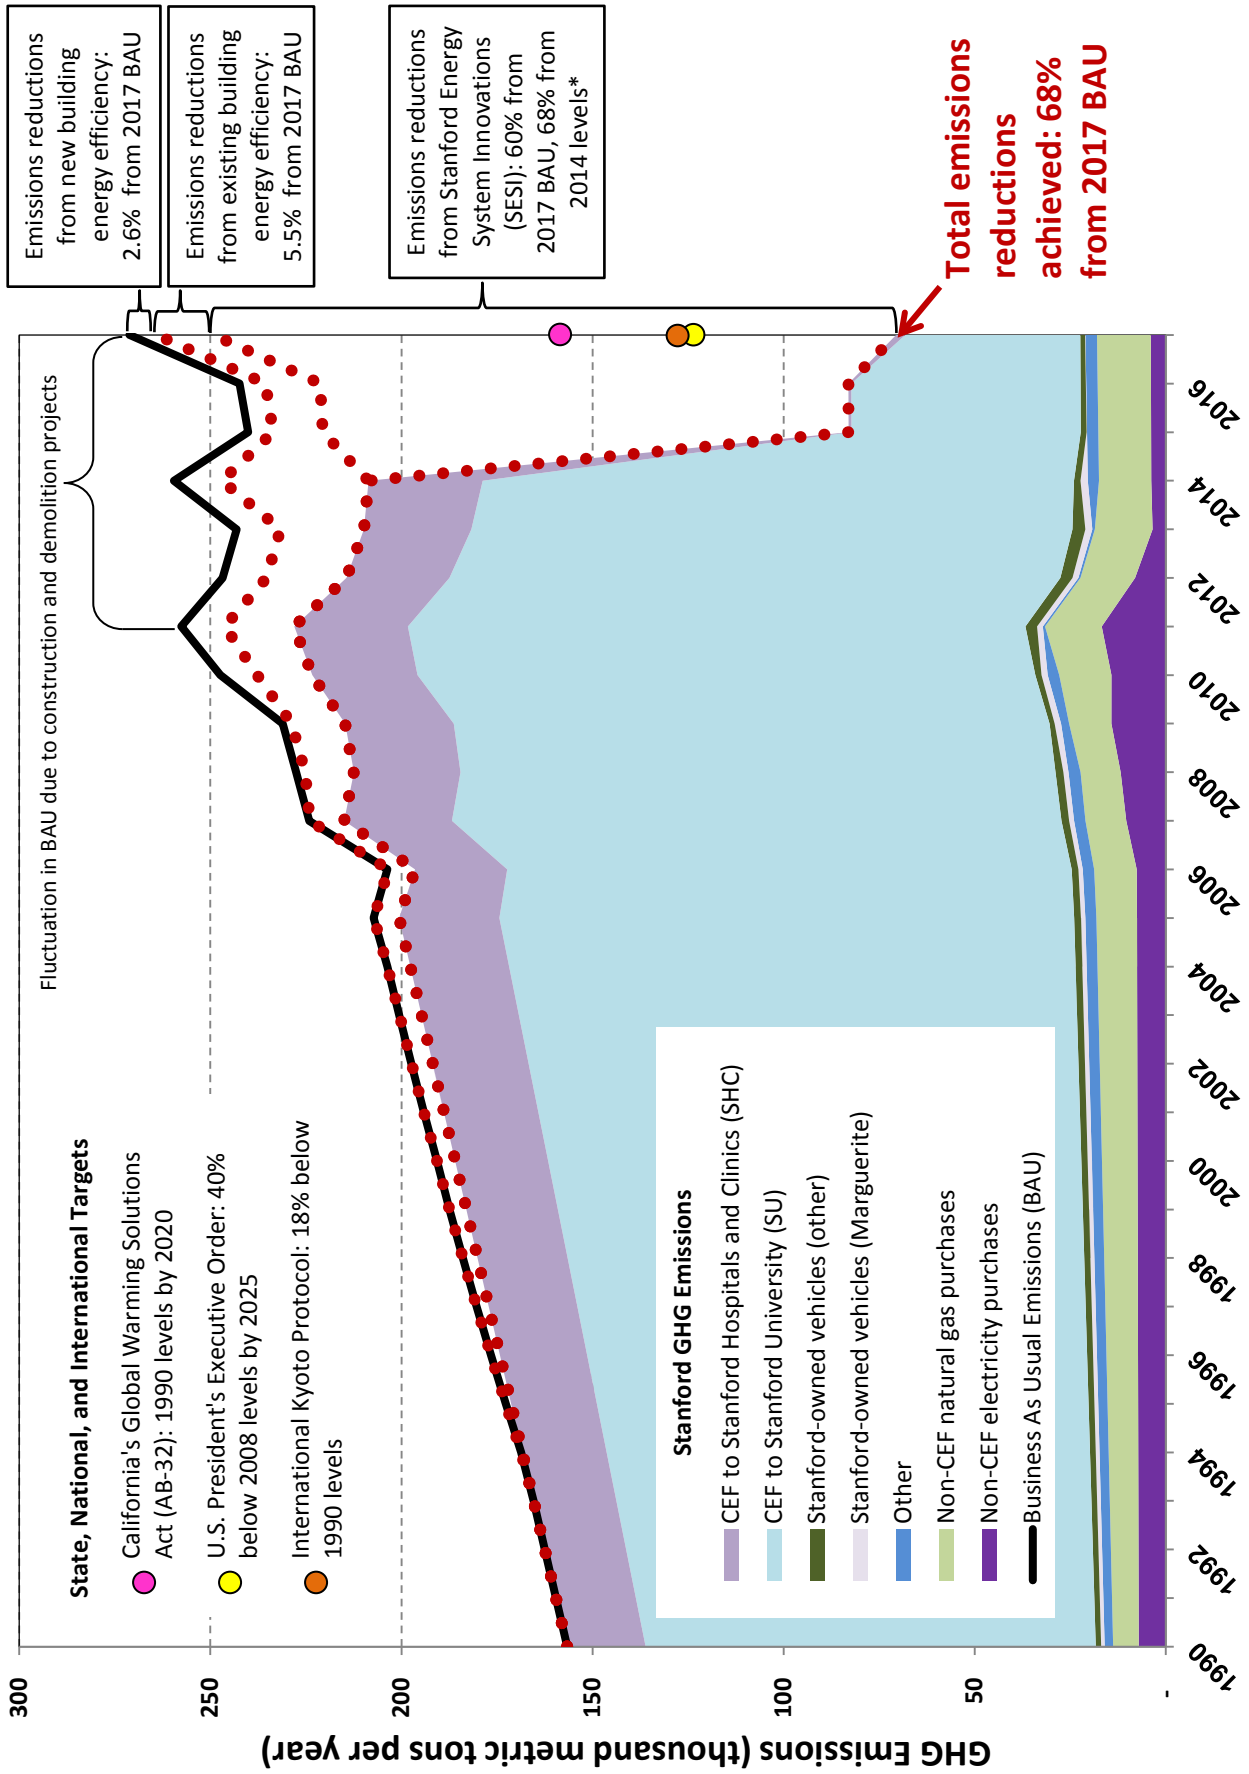 Fluctuation in BAU due to construction and demolition projects
Emissions reductions
from new building
energy efficiency:
2.6% from 2017 BAU
Emissions reductions
from existing building
energy efficiency:
5.5% from 2017 BAU
Emissions reductions
from Stanford Energy
System Innovations
(SESI): 60% from
2017 BAU, 68% from
2014 levels*
Total emissions
reductions
achieved: 68%
from 2017 BAU
State, National, and International Targets
California's Global Warming Solutions
Act (AB-32): 1990 levels by 2020
U.S. President's Executive Order: 40%
below 2008 levels by 2025
International Kyoto Protocol: 18% below
1990 levels
Stanford GHG Emissions
CEF to Stanford Hospitals and Clinics (SHC)
CEF to Stanford University (SU)
Stanford-owned vehicles (other)
Stanford-owned vehicles (Marguerite)
Other
Non-CEF natural gas purchases
Non-CEF electricity purchases
Business As Usual Emissions (BAU)
GHG Emissions (thousand metric tons per year)
300
250
200
150
100
50
-
1990
1992
1994
1996
1998
2000
2002
2004
2006
2008
2010
2012
2014
2016